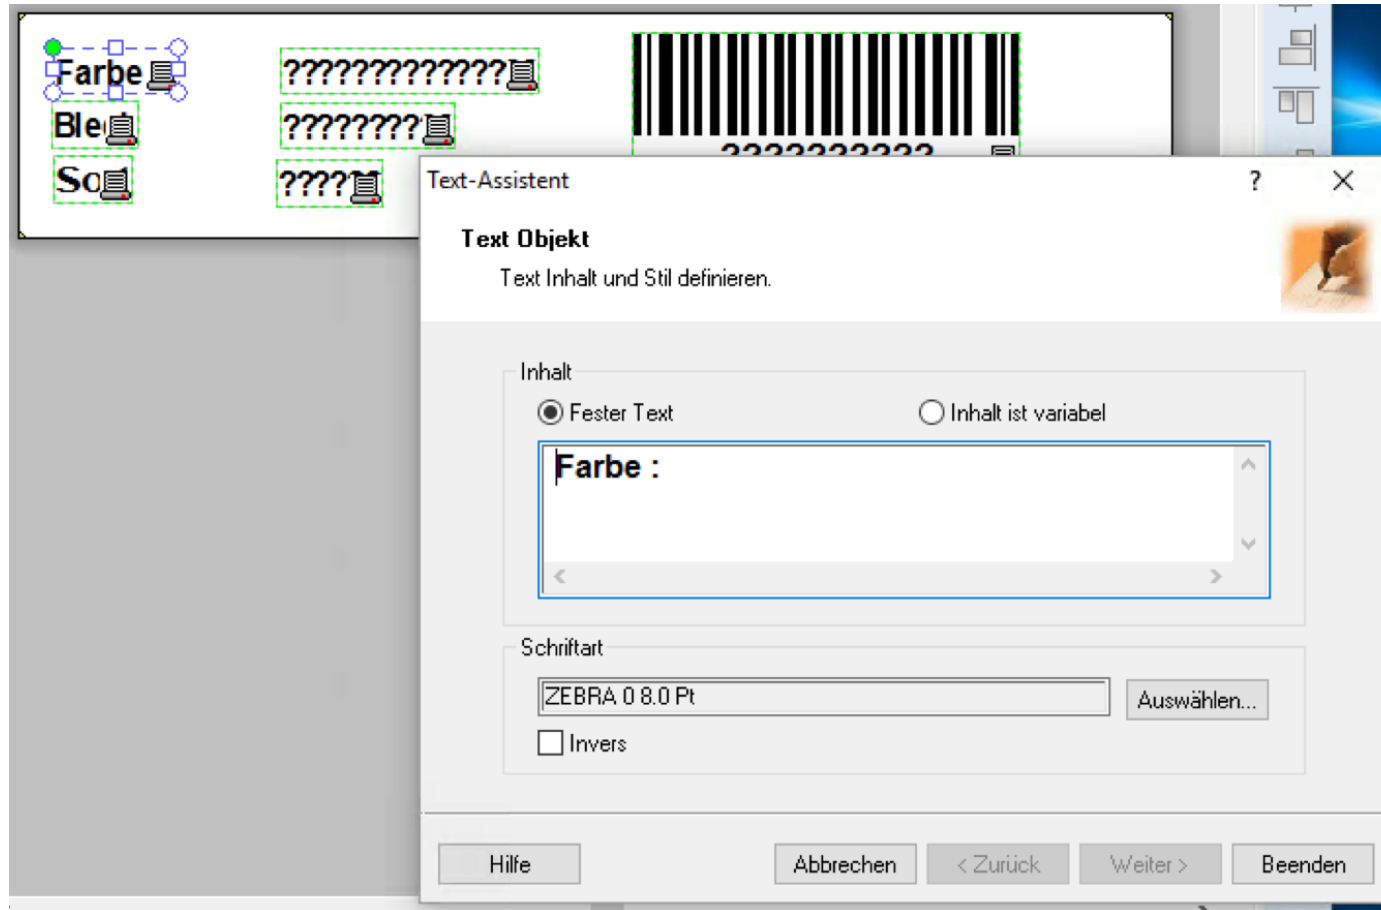 Farbe
?????????????
Ble
????????
So
????
??????????
Text-Assistent
?
Text Objekt
Text Inhalt und Stil definieren.
Inhalt
Fester Text
Inhalt ist variabel
Farbe :
Schriftart
ZEBRA 0 8.0 Pt
Auswählen...
Invers
Hilfe
Abbrechen
< Zurück
Weiter >
Beenden